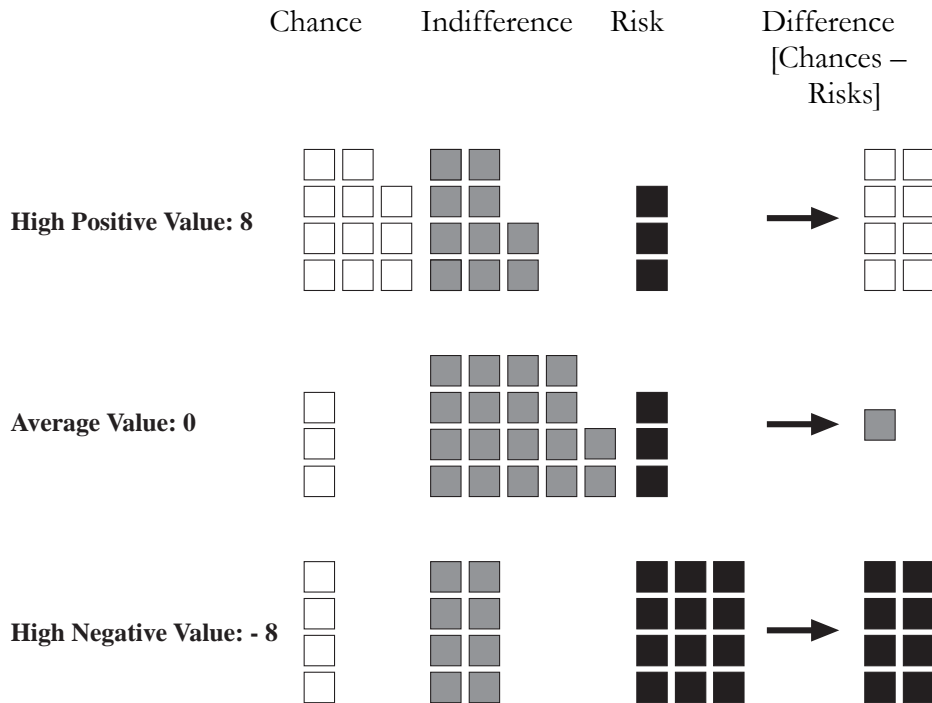 Chance Indifference Risk Difference
[Chances –
Risks]
High Positive Value: 8
Average Value: 0
High Negative Value: - 8